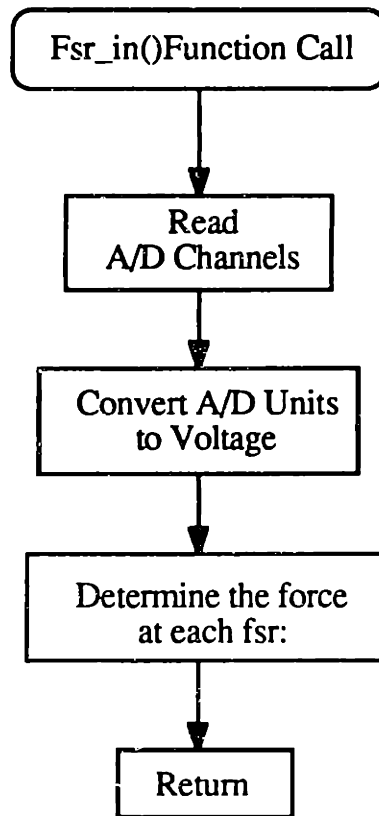 Fsr_in()Function Call
Read
A/D Channels
Convert A/D Units
to Voltage
Determine the force
at each fsr:
Return